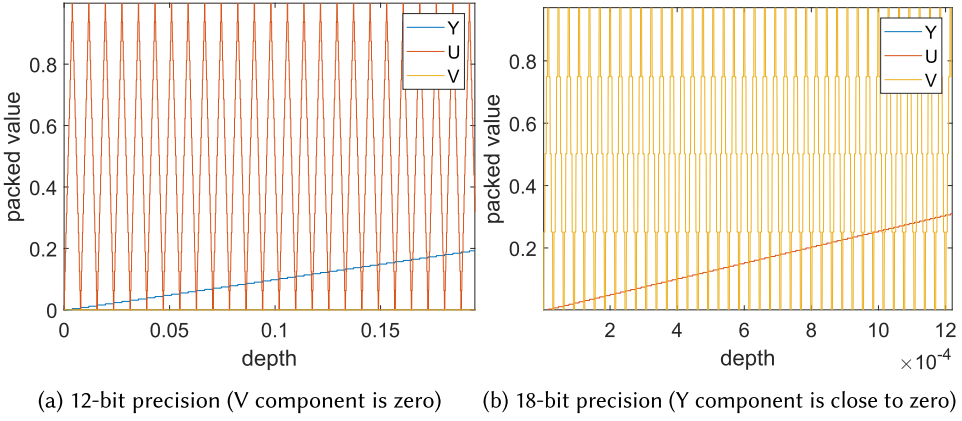 packed value
0.8
0.6
0.4
0.2
0
0 0.05 0.1 0.15
depth
Y
U
V
(a) 12-bit precision (V component is zero)
packed value
0.8
0.6
0.4
0.2
2 4 6 8 10 12
depth
×10-4
Y
U
V
(b) 18-bit precision (Y component is close to zero)